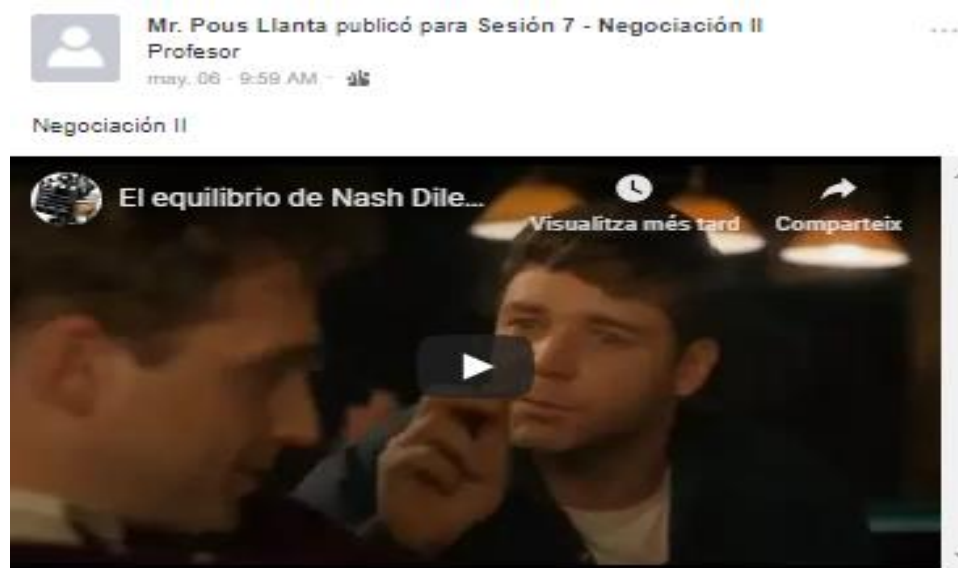 Mr. Pous Llanta publicó para Sesión 7 - Negociación II
Profesor
may. 06 - 9:59 AM ·
Negociación II
El equilibrio de Nash Dile...
Visualitza més tard
Comparteix